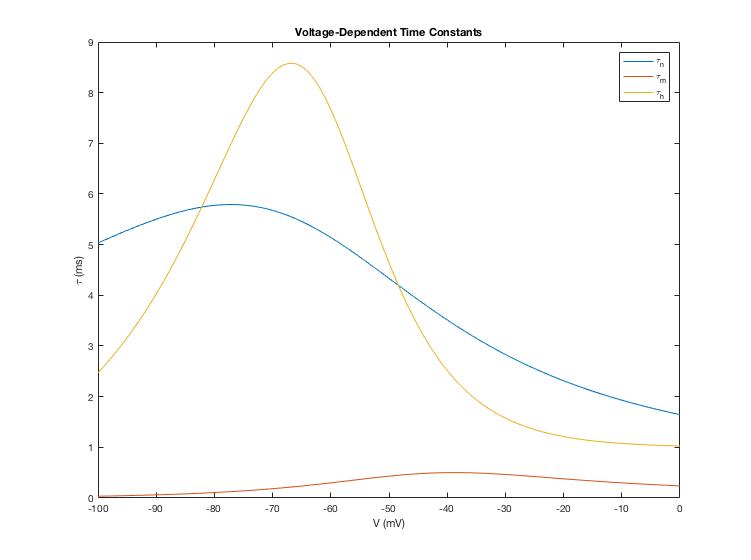 Voltage-Dependent Time Constants
τn
τm
τh
9
8
7
6
5
4
3
2
1
0
τ (ms)
-100 -90 -80 -70 -60 -50 -40 -30 -20 -10 0
V (mV)